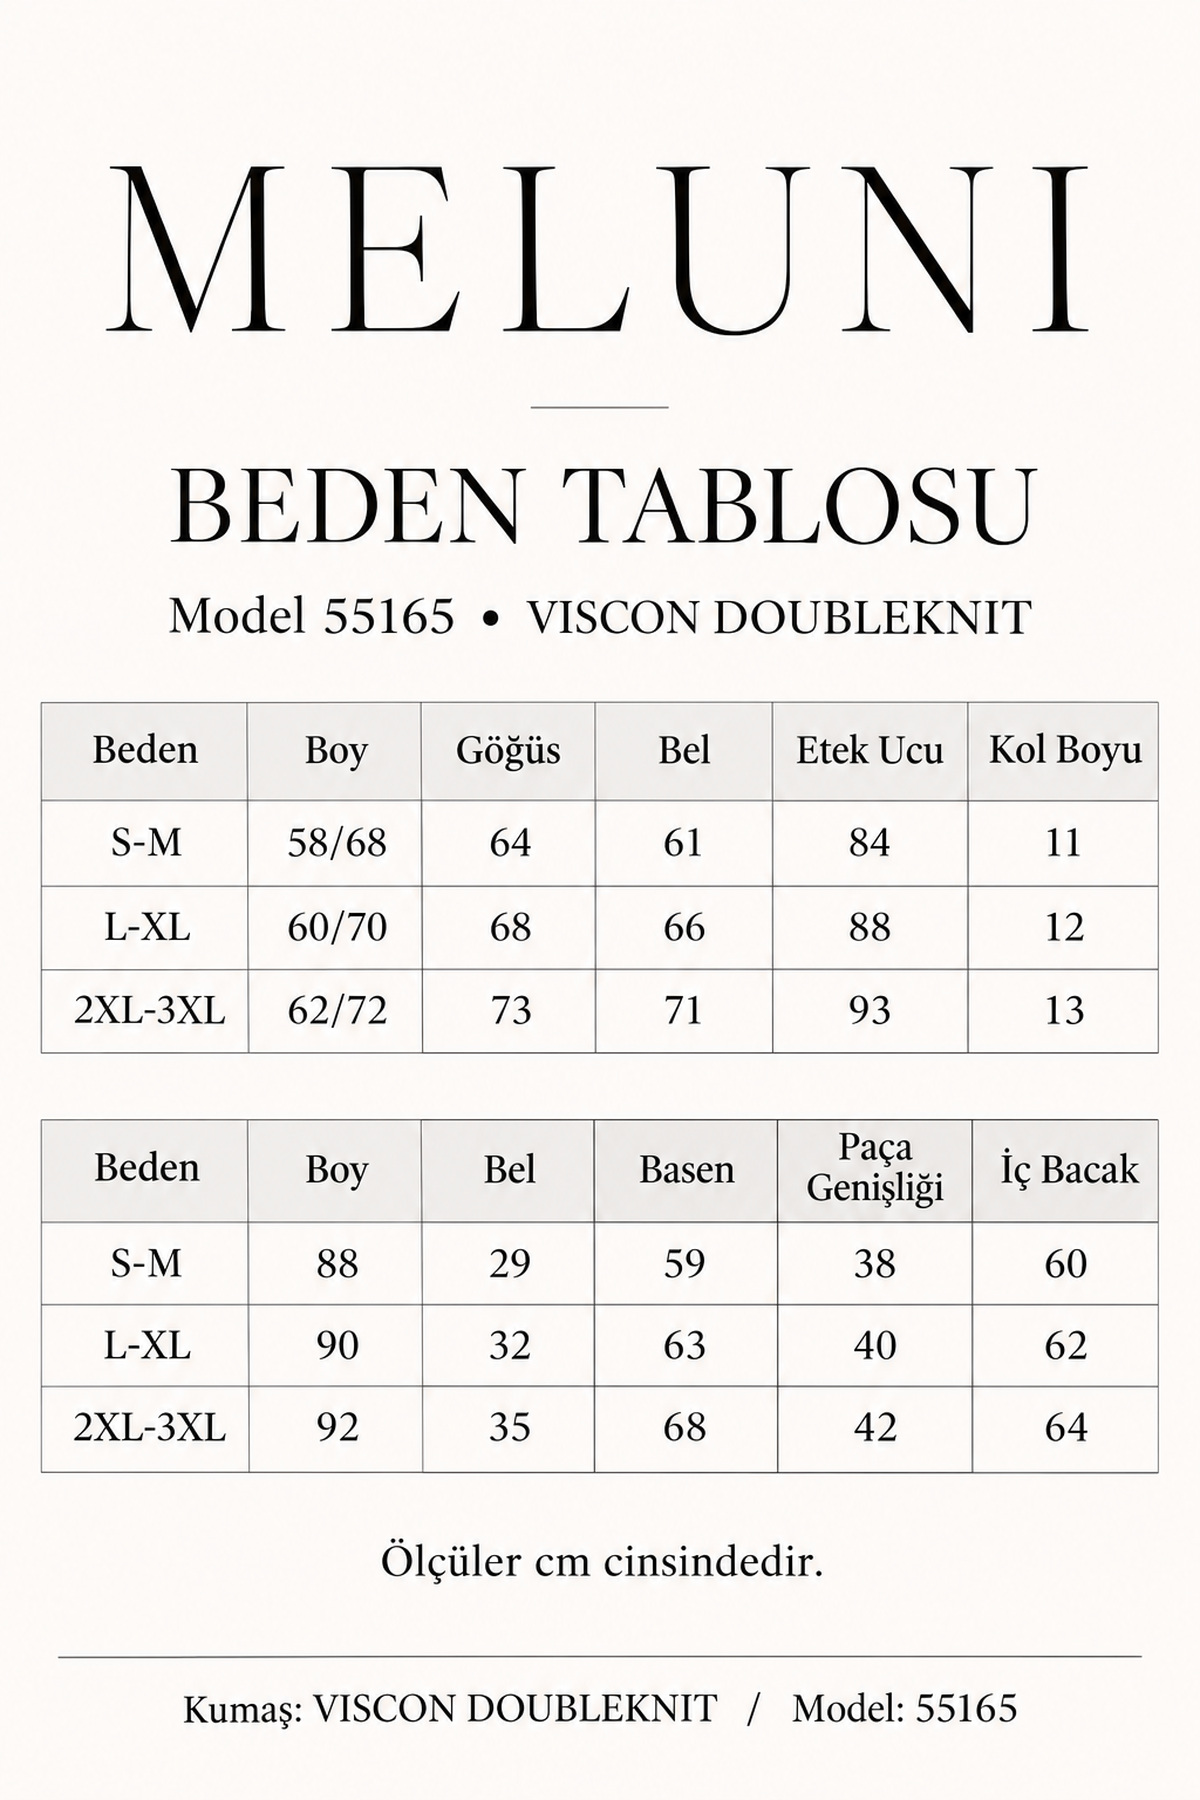 MELUNI
BEDEN TABLOSU
Model 55165 • VISCON DOUBLEKNIT
Beden Boy Göğüs Bel Etek Ucu Kol Boyu
S-M 58/68 64 61 84 11
L-XL 60/70 68 66 88 12
2XL-3XL 62/72 73 71 93 13
Beden Boy Bel Basen Paça Genişliği İç Bacak
S-M 88 29 59 38 60
L-XL 90 32 63 40 62
2XL-3XL 92 35 68 42 64
Ölçüler cm cinsindedir.
Kumaş: VISCON DOUBLEKNIT / Model: 55165